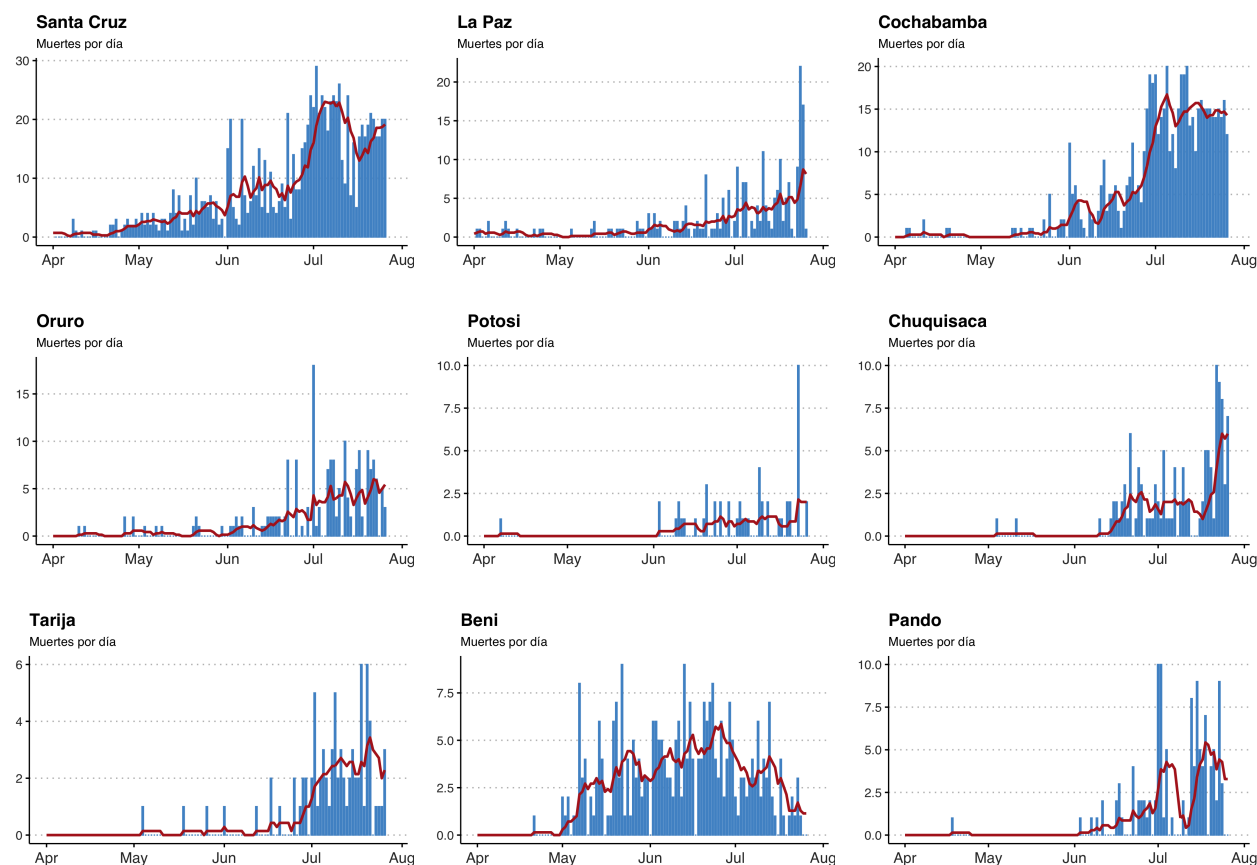 Santa Cruz
Muertes por día
30
20
10
0
Apr May Jun Jul Aug
La Paz
Muertes por día
20
15
10
5
0
Apr May Jun Jul Aug
Cochabamba
Muertes por día
20
15
10
5
0
Apr May Jun Jul Aug
Oruro
Muertes por día
15
10
5
0
Apr May Jun Jul Aug
Potosi
Muertes por día
10.0
7.5
5.0
2.5
0.0
Apr May Jun Jul Aug
Chuquisaca
Muertes por día
10.0
7.5
5.0
2.5
0.0
Apr May Jun Jul Aug
Tarija
Muertes por día
6
4
2
0
Apr May Jun Jul Aug
Beni
Muertes por día
7.5
5.0
2.5
0.0
Apr May Jun Jul Aug
Pando
Muertes por día
10.0
7.5
5.0
2.5
0.0
Apr May Jun Jul Aug